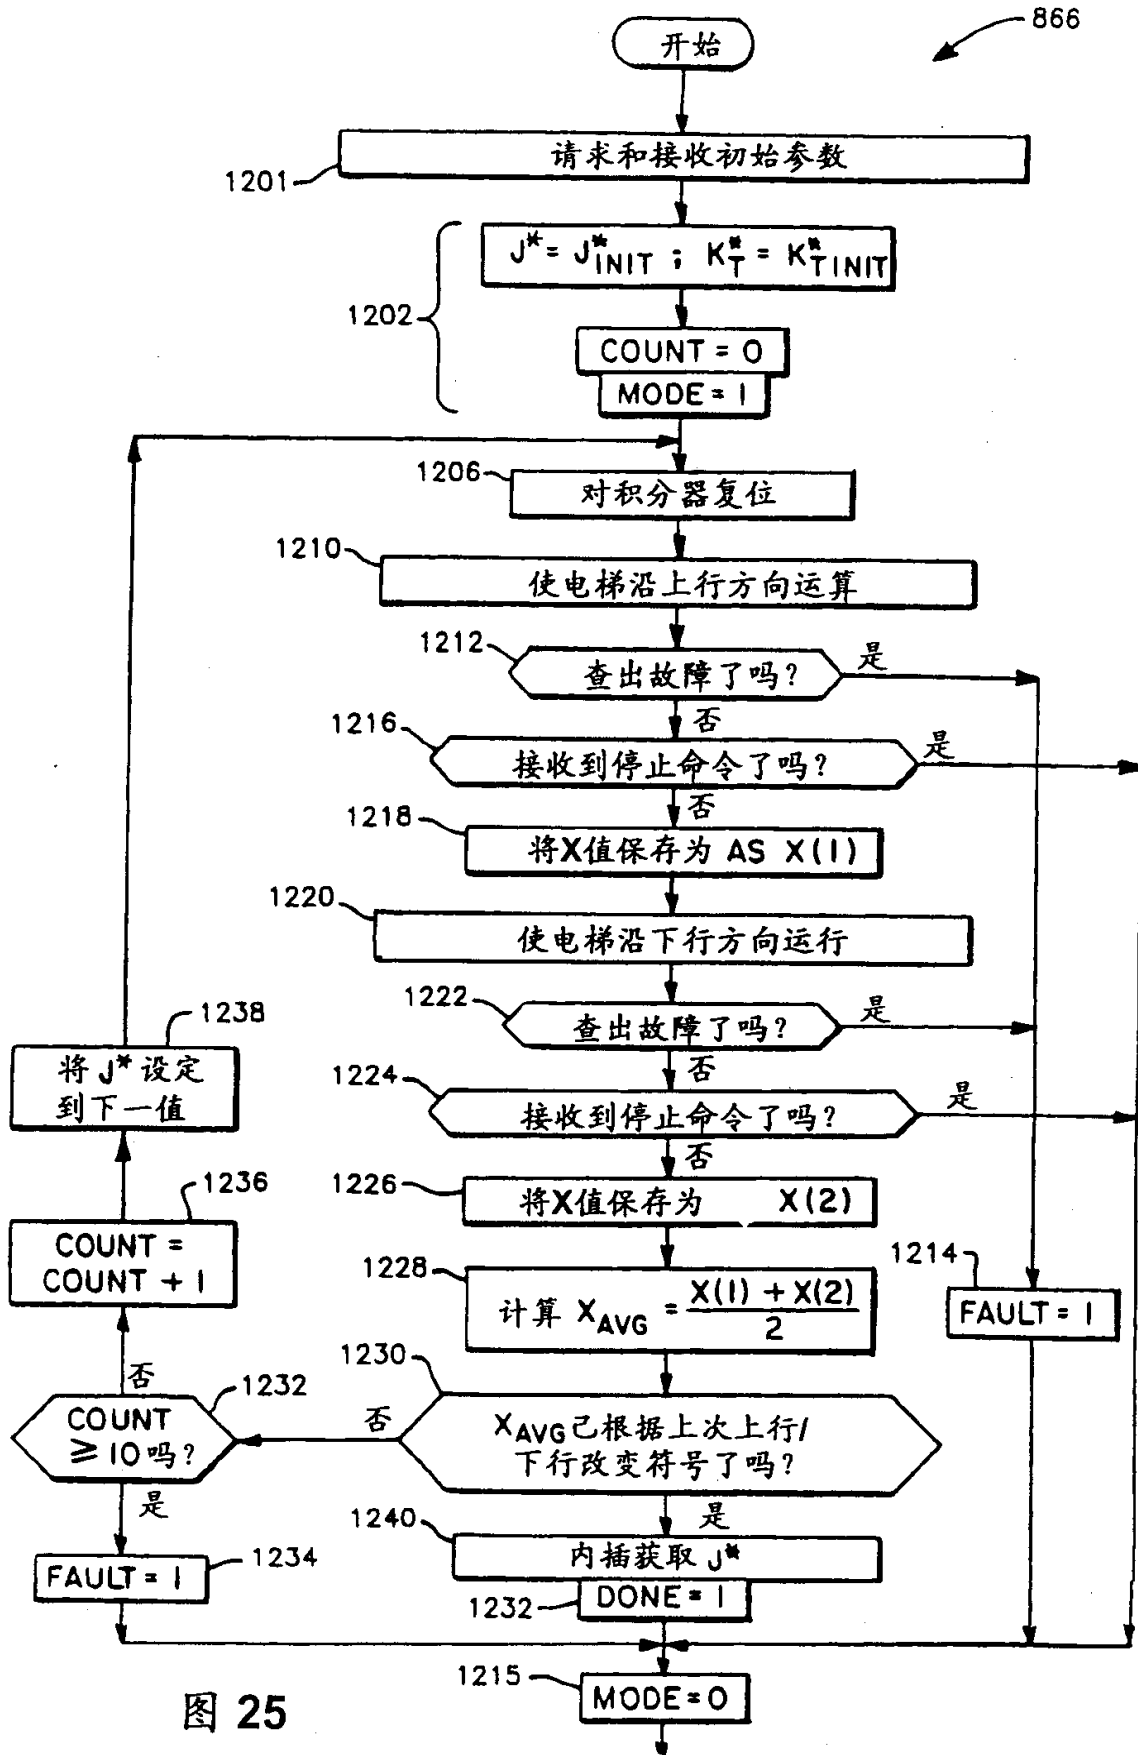 866
开始
请求和接收初始参数
1201
J* = J*INIT ; K*T = K*T INIT
1202
COUNT = 0
MODE = 1
1206
对积分器复位
1210
使电梯沿上行方向运算
1212
查出故障了吗?
是
否
1216
接收到停止命令了吗?
是
否
1218
将X值保存为 AS X(1)
1220
使电梯沿下行方向运行
1222
查出故障了吗?
是
否
1224
接收到停止命令了吗?
是
否
1226
将X值保存为 X(2)
1228
计算 XAVG = X(1) + X(2)
2
1214
FAULT = 1
1230
XAVG已根据上次上行/
下行改变符号了吗?
否
是
1238
将 J* 设定
到下一值
1236
COUNT =
COUNT + 1
否
1232
COUNT
≥ 10吗?
是
1234
FAULT = 1
1240
内插获取 J*
1232
DONE = 1
1215
MODE = 0
图 25